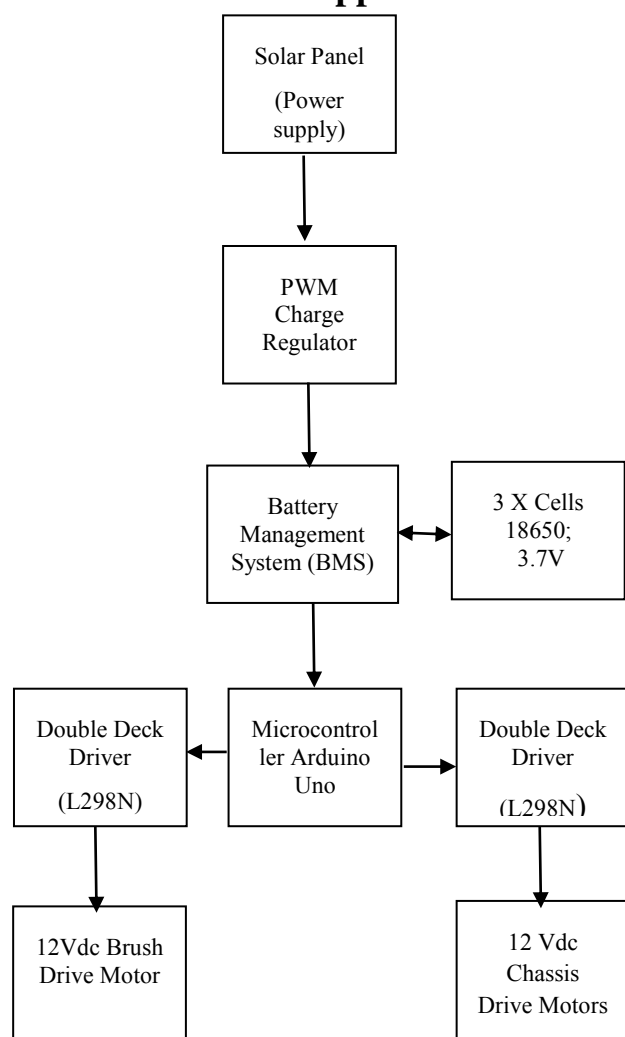 Solar Panel
(Power
supply)
PWM
Charge
Regulator
Battery
Management
System (BMS)
3 X Cells
18650;
3.7V
Double Deck
Driver
(L298N)
Microcontrol
ler Arduino
Uno
Double Deck
Driver
(L298N)
12Vdc Brush
Drive Motor
12 Vdc
Chassis
Drive Motors